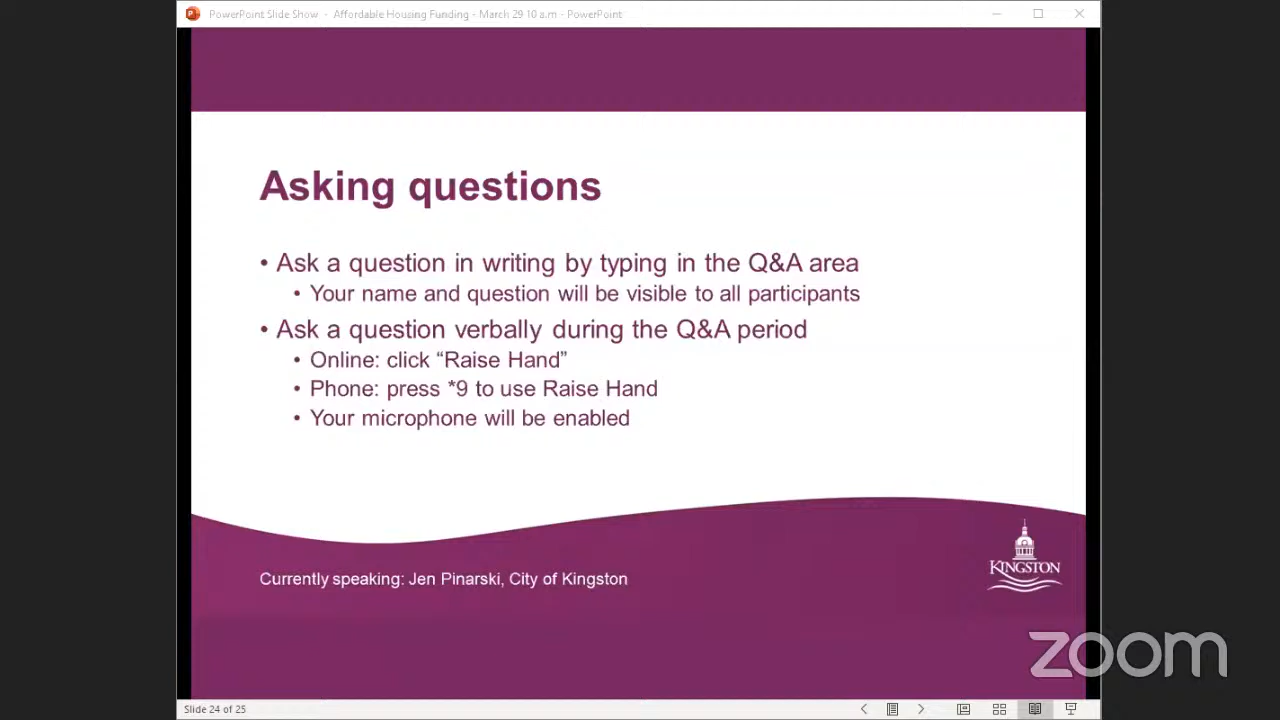 PowerPoint Slide Show - Affordable Housing Funding - March 29 10 a.m - PowerPoint
Asking questions
• Ask a question in writing by typing in the Q&A area
• Your name and question will be visible to all participants
• Ask a question verbally during the Q&A period
• Online: click “Raise Hand”
• Phone: press *9 to use Raise Hand
• Your microphone will be enabled
KINGSTON
Currently speaking: Jen Pinarski, City of Kingston
zoom
Slide 24 of 25